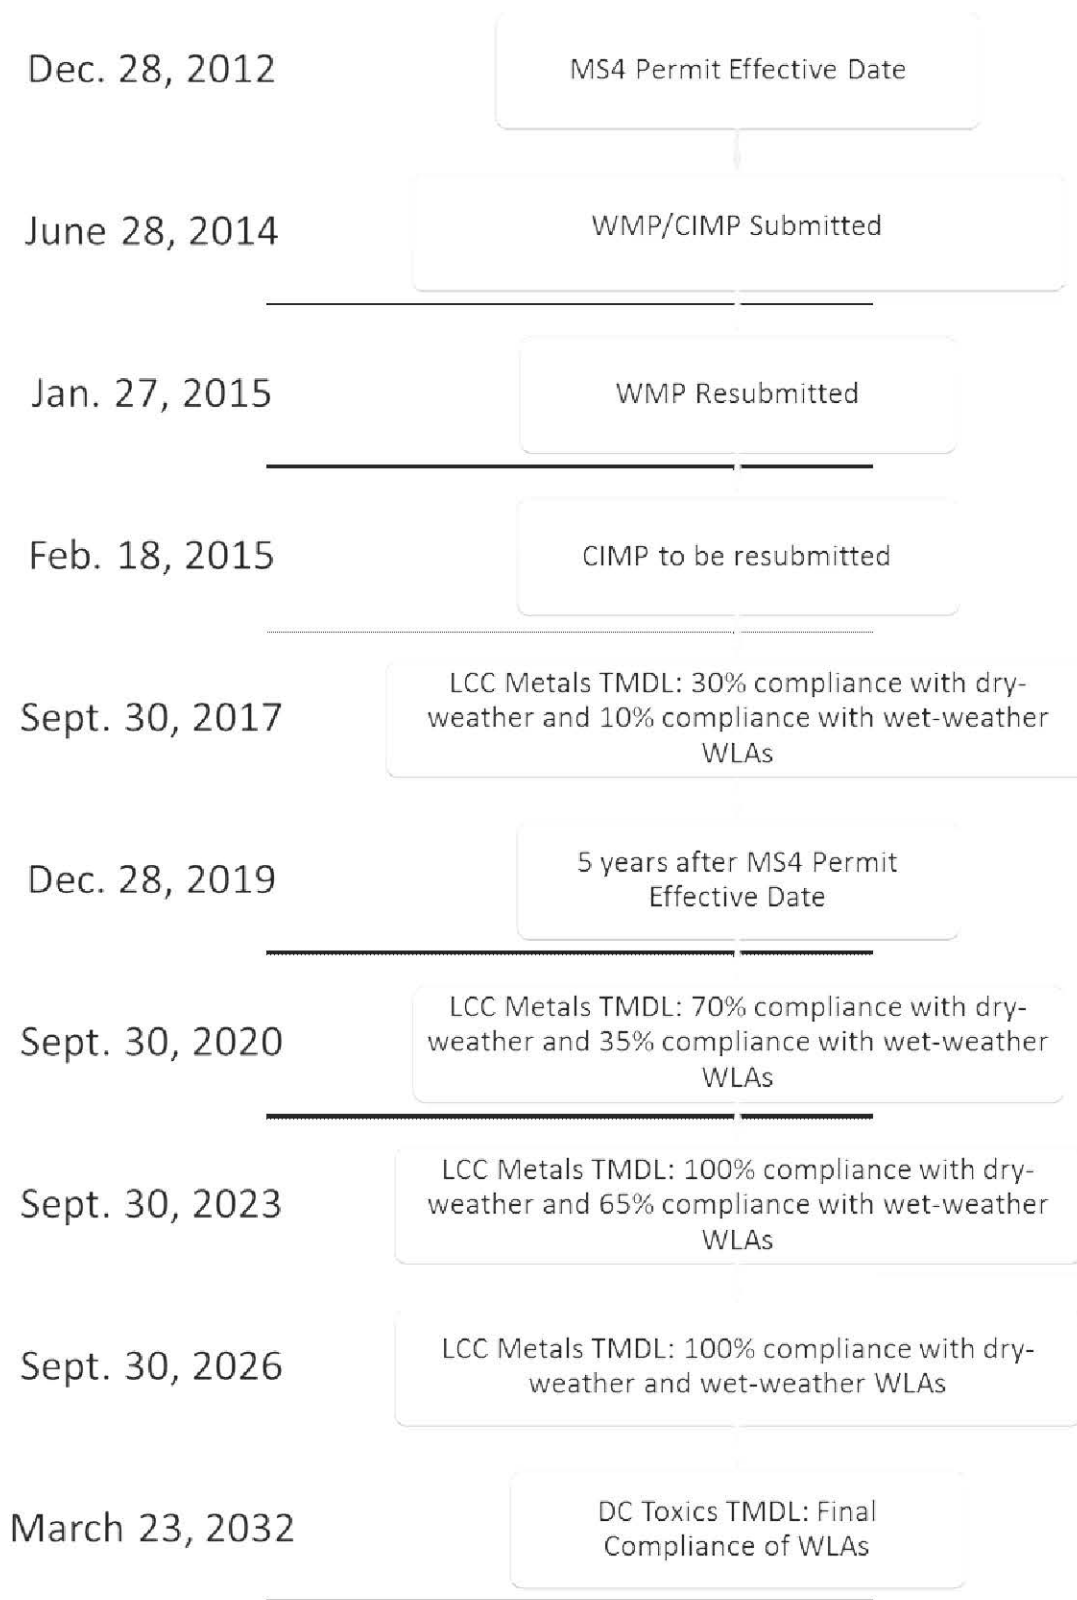 Dec. 28, 2012
MS4 Permit Effective Date
June 28, 2014
WMP/CIMP Submitted
Jan. 27, 2015
WMP Resubmitted
Feb. 18, 2015
CIMP to be resubmitted
Sept. 30, 2017
LCC Metals TMDL: 30% compliance with dry-
weather and 10% compliance with wet-weather
WLAs
Dec. 28, 2019
5 years after MS4 Permit
Effective Date
Sept. 30, 2020
LCC Metals TMDL: 70% compliance with dry-
weather and 35% compliance with wet-weather
WLAs
Sept. 30, 2023
LCC Metals TMDL: 100% compliance with dry-
weather and 65% compliance with wet-weather
WLAs
Sept. 30, 2026
LCC Metals TMDL: 100% compliance with dry-
weather and wet-weather WLAs
March 23, 2032
DC Toxics TMDL: Final
Compliance of WLAs